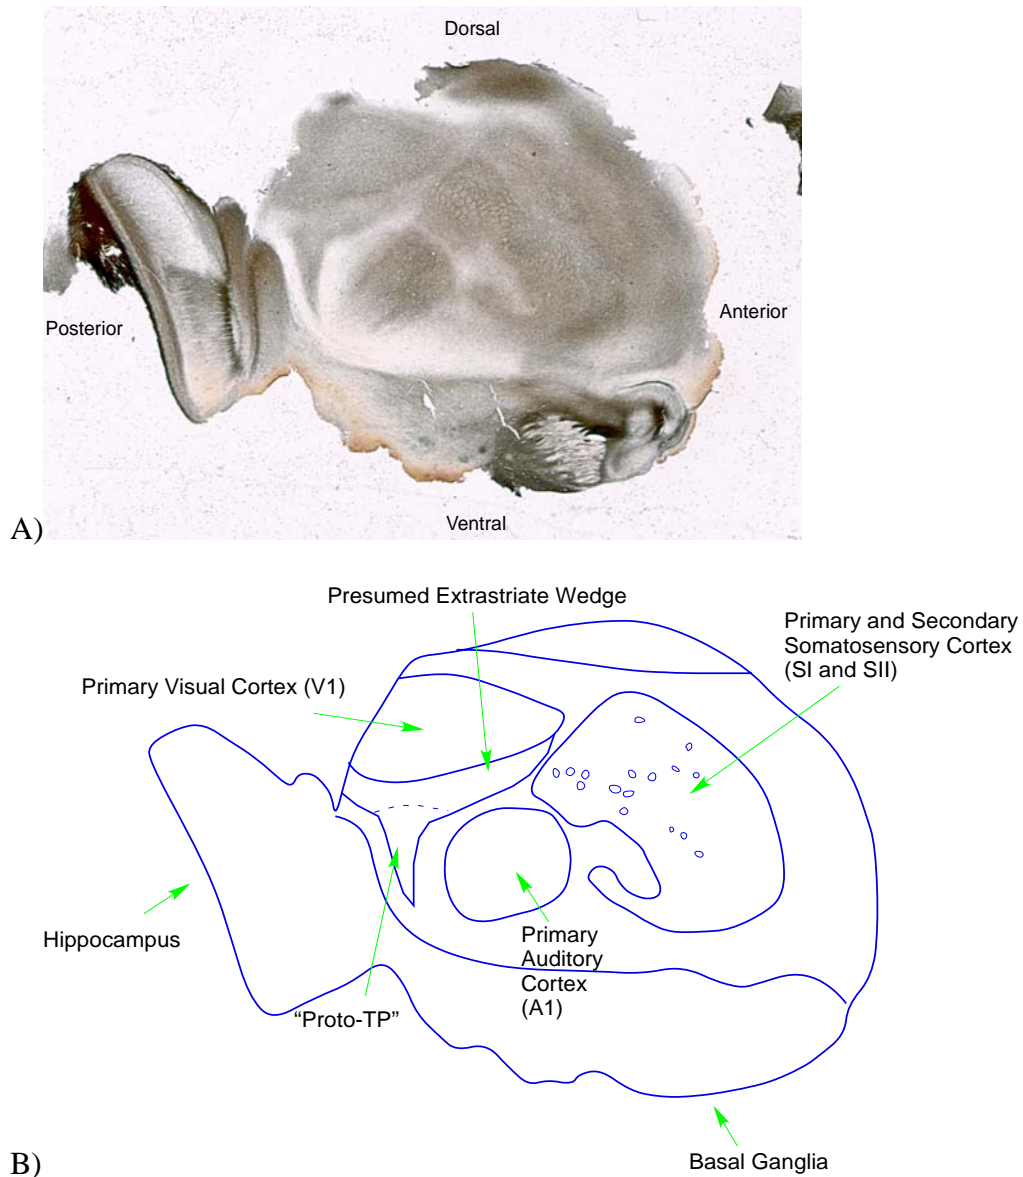 Dorsal
Posterior
Anterior
Ventral
A)
Presumed Extrastriate Wedge
Primary and Secondary
Somatosensory Cortex
(SI and SII)
Primary Visual Cortex (V1)
Hippocampus
Primary
Auditory
Cortex
(A1)
“Proto-TP”
Basal Ganglia
B)